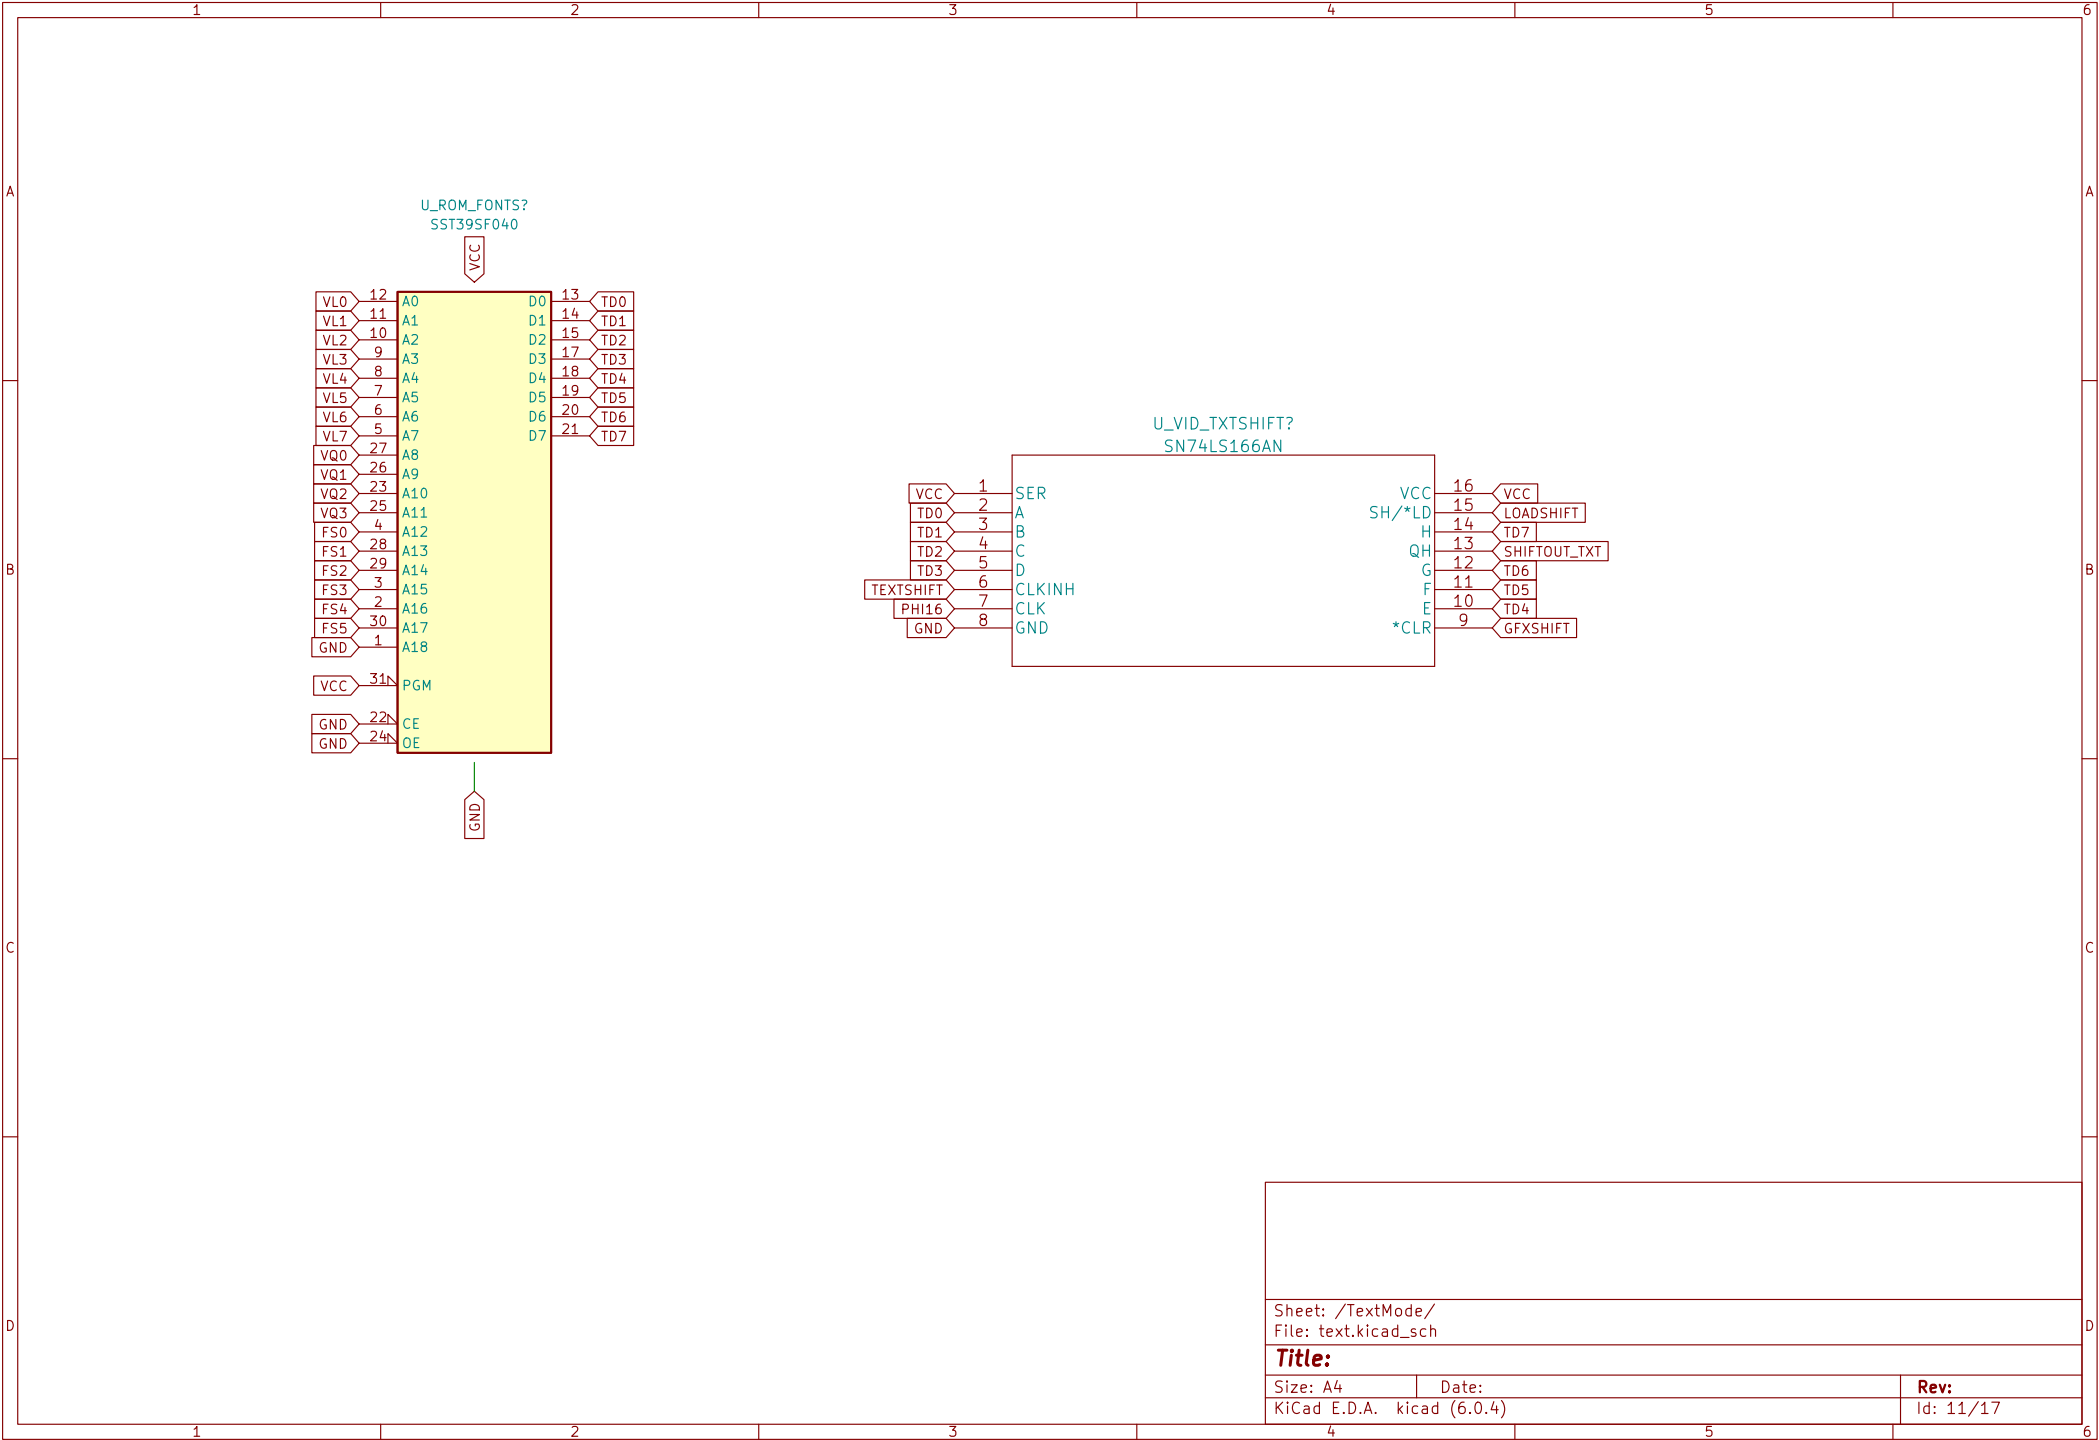 1 2 3 4 5 6
A A
U_ROM_FONTS?
SST39SF040
VCC
VL0 12 A0 D0 13 TD0
VL1 11 A1 D1 14 TD1
VL2 10 A2 D2 15 TD2
VL3 9 A3 D3 17 TD3
VL4 8 A4 D4 18 TD4
VL5 7 A5 D5 19 TD5
VL6 6 A6 D6 20 TD6
VL7 5 A7 D7 21 TD7
VQ0 27 A8
VQ1 26 A9
VQ2 23 A10
VQ3 25 A11
FS0 4 A12
FS1 28 A13
FS2 29 A14
FS3 3 A15
FS4 2 A16
FS5 30 A17
GND 1 A18
VCC 31 PGM
GND 22 CE
GND 24 OE
GND
U_VID_TXTSHIFT?
SN74LS166AN
VCC 1 SER VCC 16 VCC
TD0 2 A SH/*LD 15 LOADSHIFT
TD1 3 B H 14 TD7
TD2 4 C QH 13 SHIFTOUT_TXT
TD3 5 D G 12 TD6
TEXTSHIFT 6 CLKINH F 11 TD5
PHI16 7 CLK E 10 TD4
GND 8 GND *CLR 9 GFXSHIFT
B B
C C
D D
Sheet: /TextMode/
File: text.kicad_sch
Title:
Size: A4 Date: Rev:
KiCad E.D.A. kicad (6.0.4) Id: 11/17
1 2 3 4 5 6